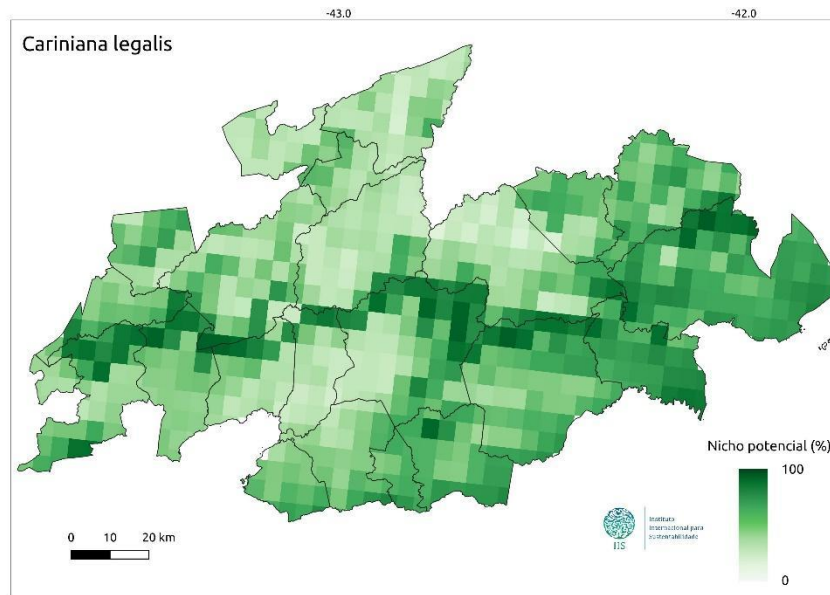 -43.0
-42.0
Cariniana legalis
Nicho potencial (%)
100
0
0 10 20 km
IIS
Instituto
Internacional para
Sustentabilidade